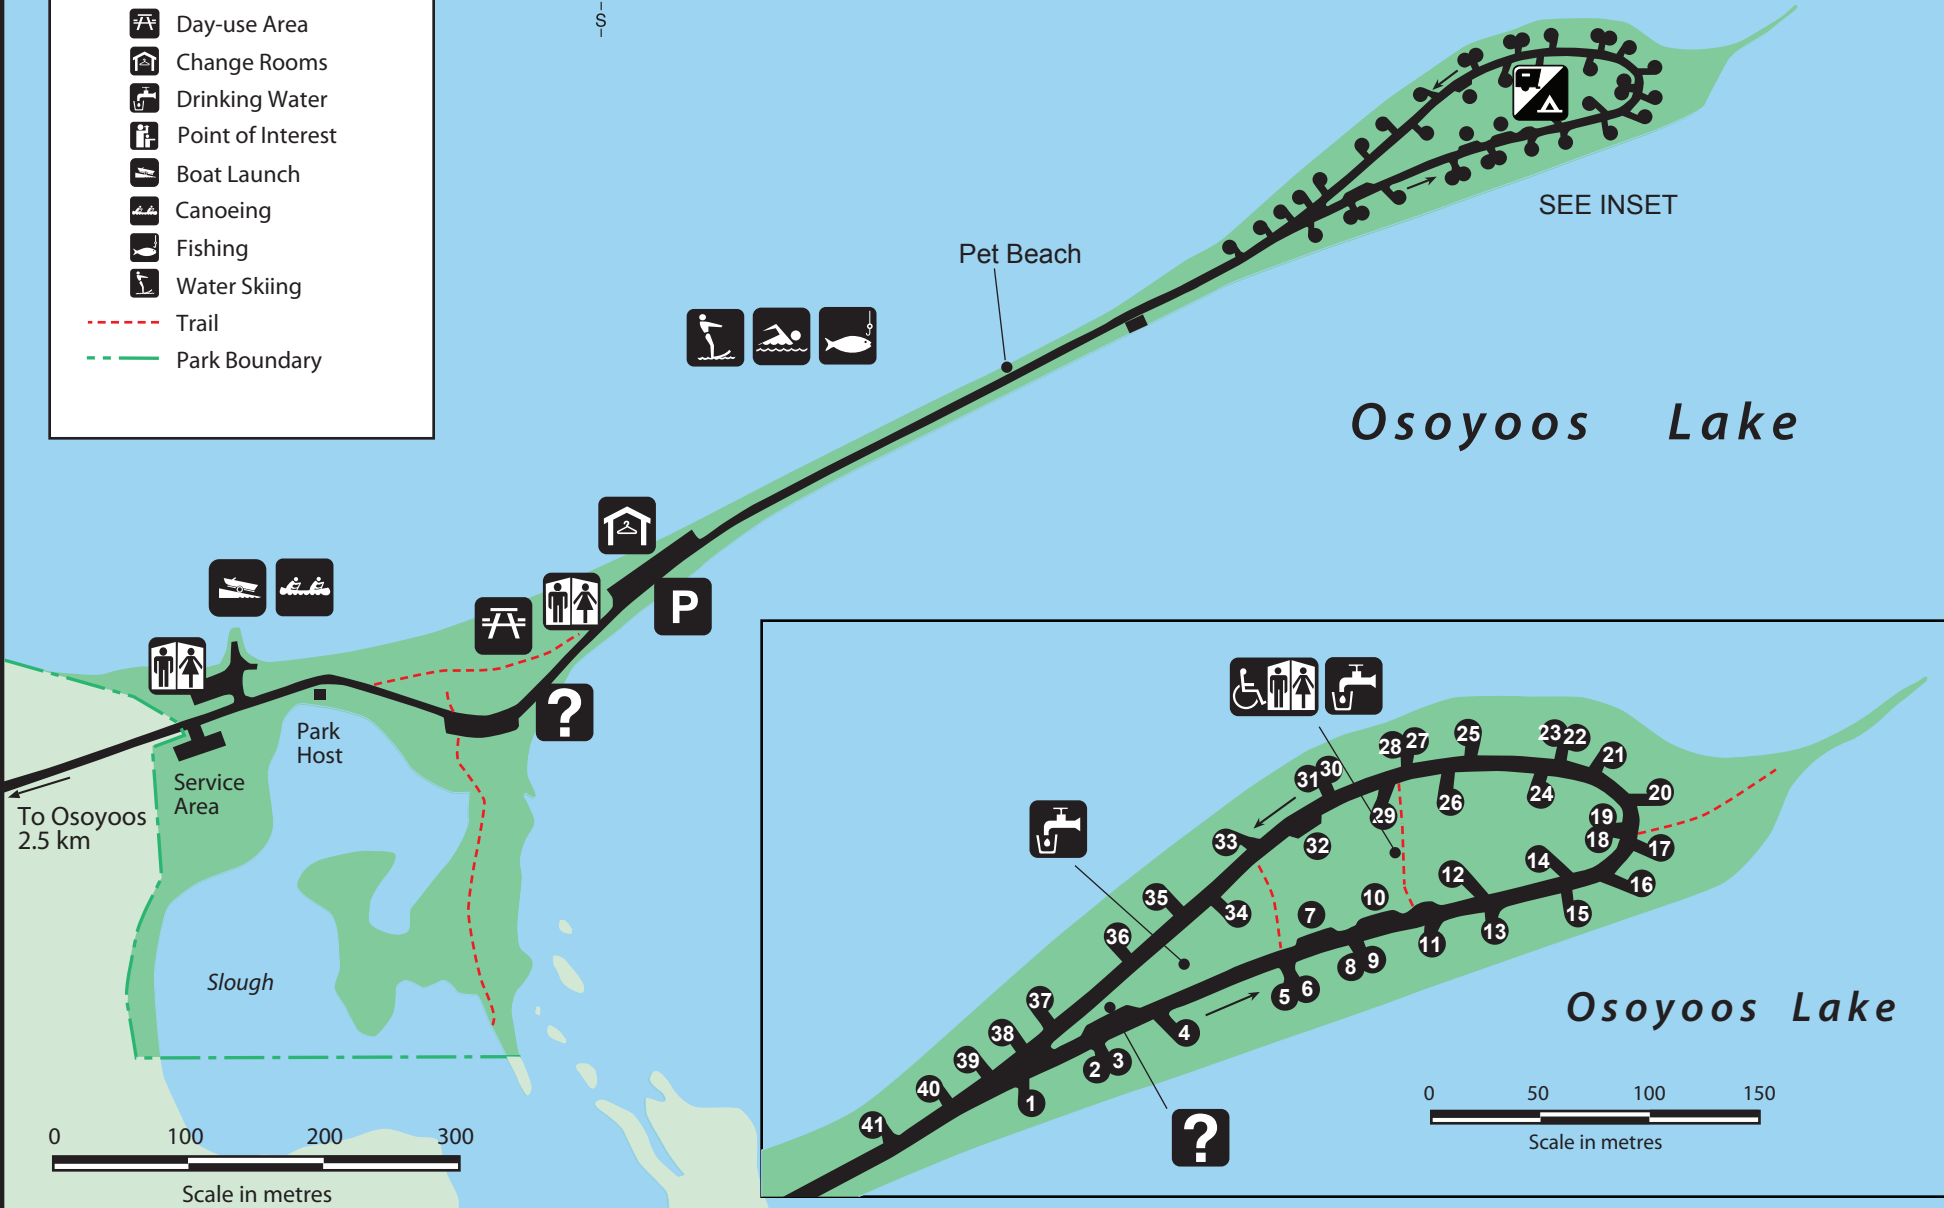 S
Day-use Area
Change Rooms
Drinking Water
Point of Interest
Boat Launch
Canoeing
Fishing
Water Skiing
Trail
Park Boundary
SEE INSET
Pet Beach
Osoyoos Lake
P
?
Park
Host
Service
Area
To Osoyoos
2.5 km
Slough
0 100 200 300
Scale in metres
28 27 25 23 22 21
31 30 29 26 24 20
33 32 19 18 17
35 34 14 12 16
36 7 10 15
37 8 9 11 13
38 5 6
39 2 3 4
40 1
41
?
Osoyoos Lake
0 50 100 150
Scale in metres